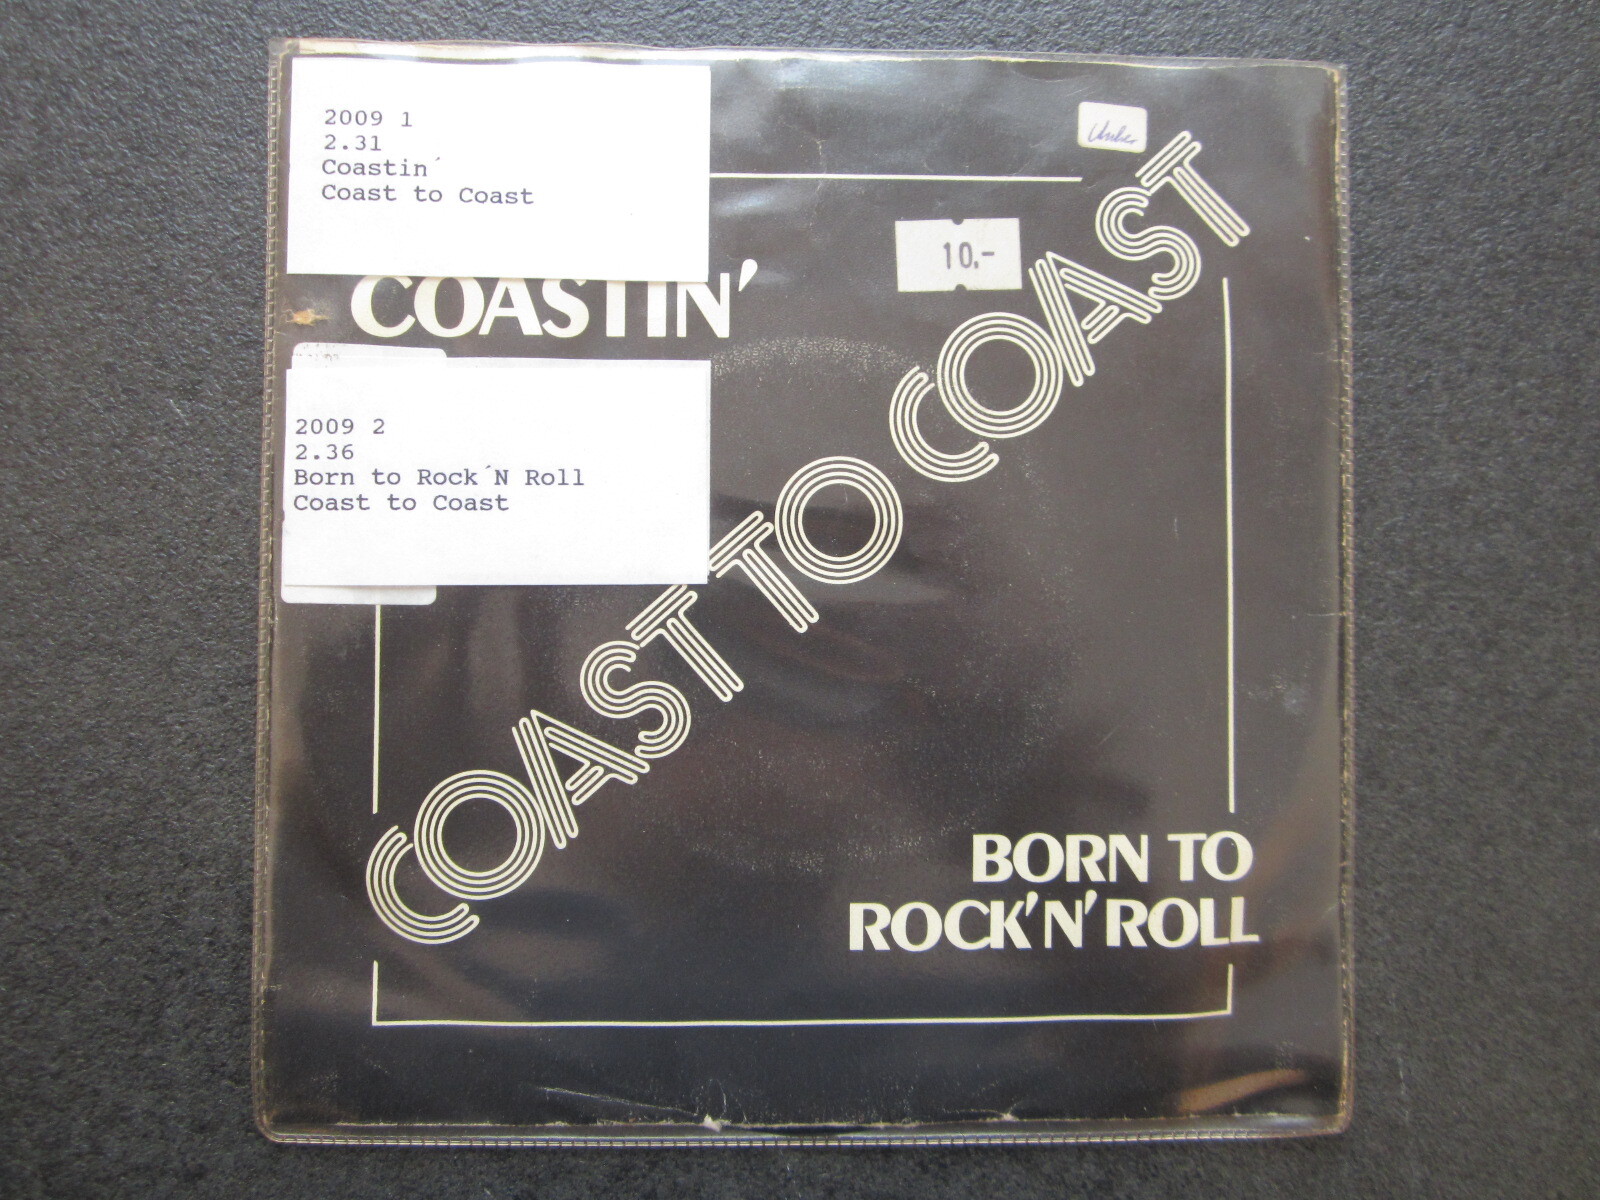 2009 1
2.31
Coastin´
Coast to Coast
10,-
COASTIN'
2009 2
2.36
Born to Rock´N Roll
Coast to Coast
COAST TO COAST
BORN TO
ROCK'N'ROLL